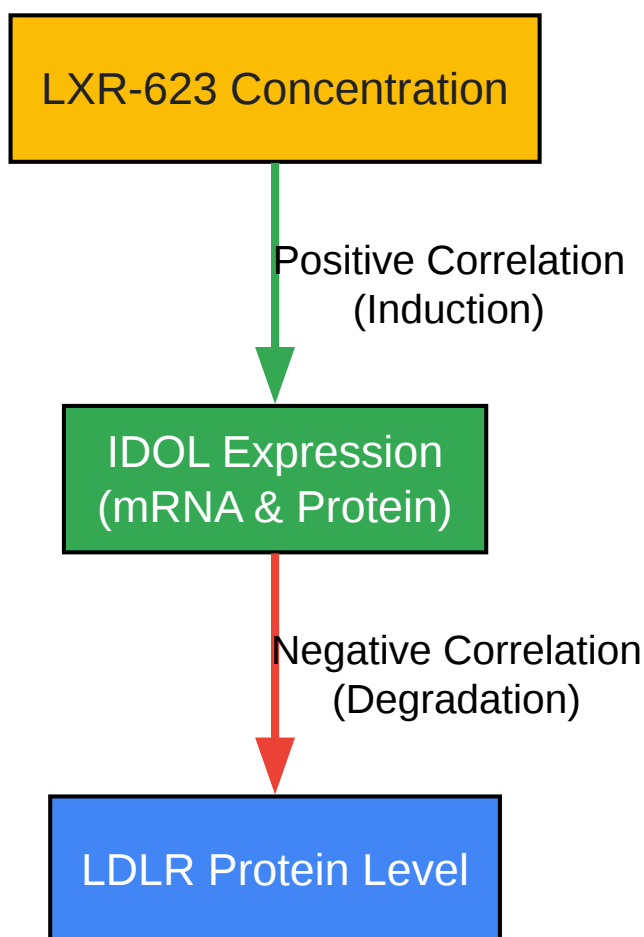 LXR-623 Concentration
Positive Correlation
(Induction)
IDOL Expression
(mRNA & Protein)
Negative Correlation
(Degradation)
LDLR Protein Level